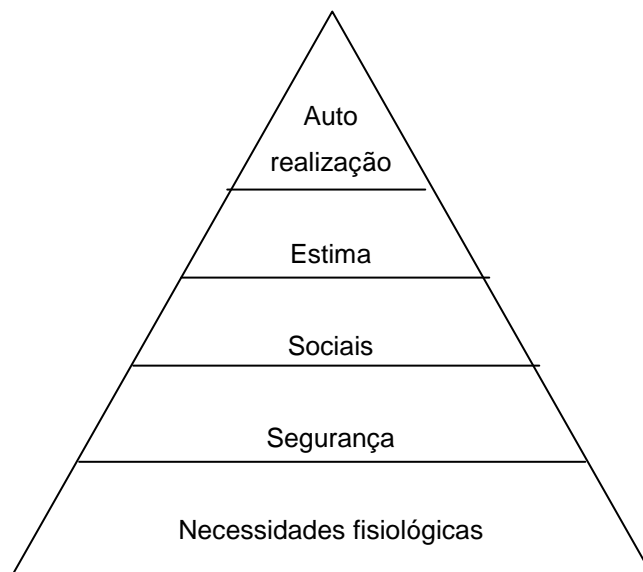 Auto
realização
Estima
Sociais
Segurança
Necessidades fisiológicas